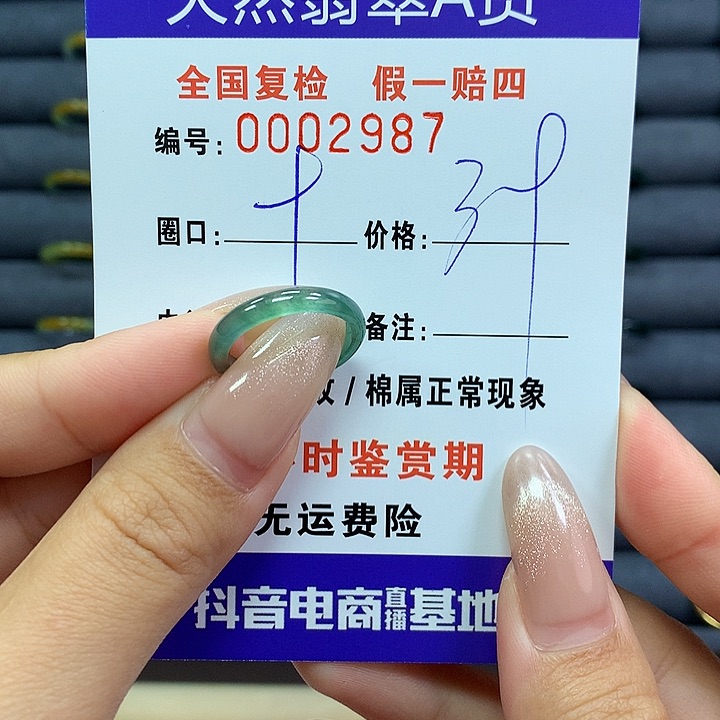 天然翡翠A货
全国复检 假一赔四
编号: 0002987
圈口: 价格:
备注:
纹/棉属正常现象
时鉴赏期
无运费险
抖音电商直播基地